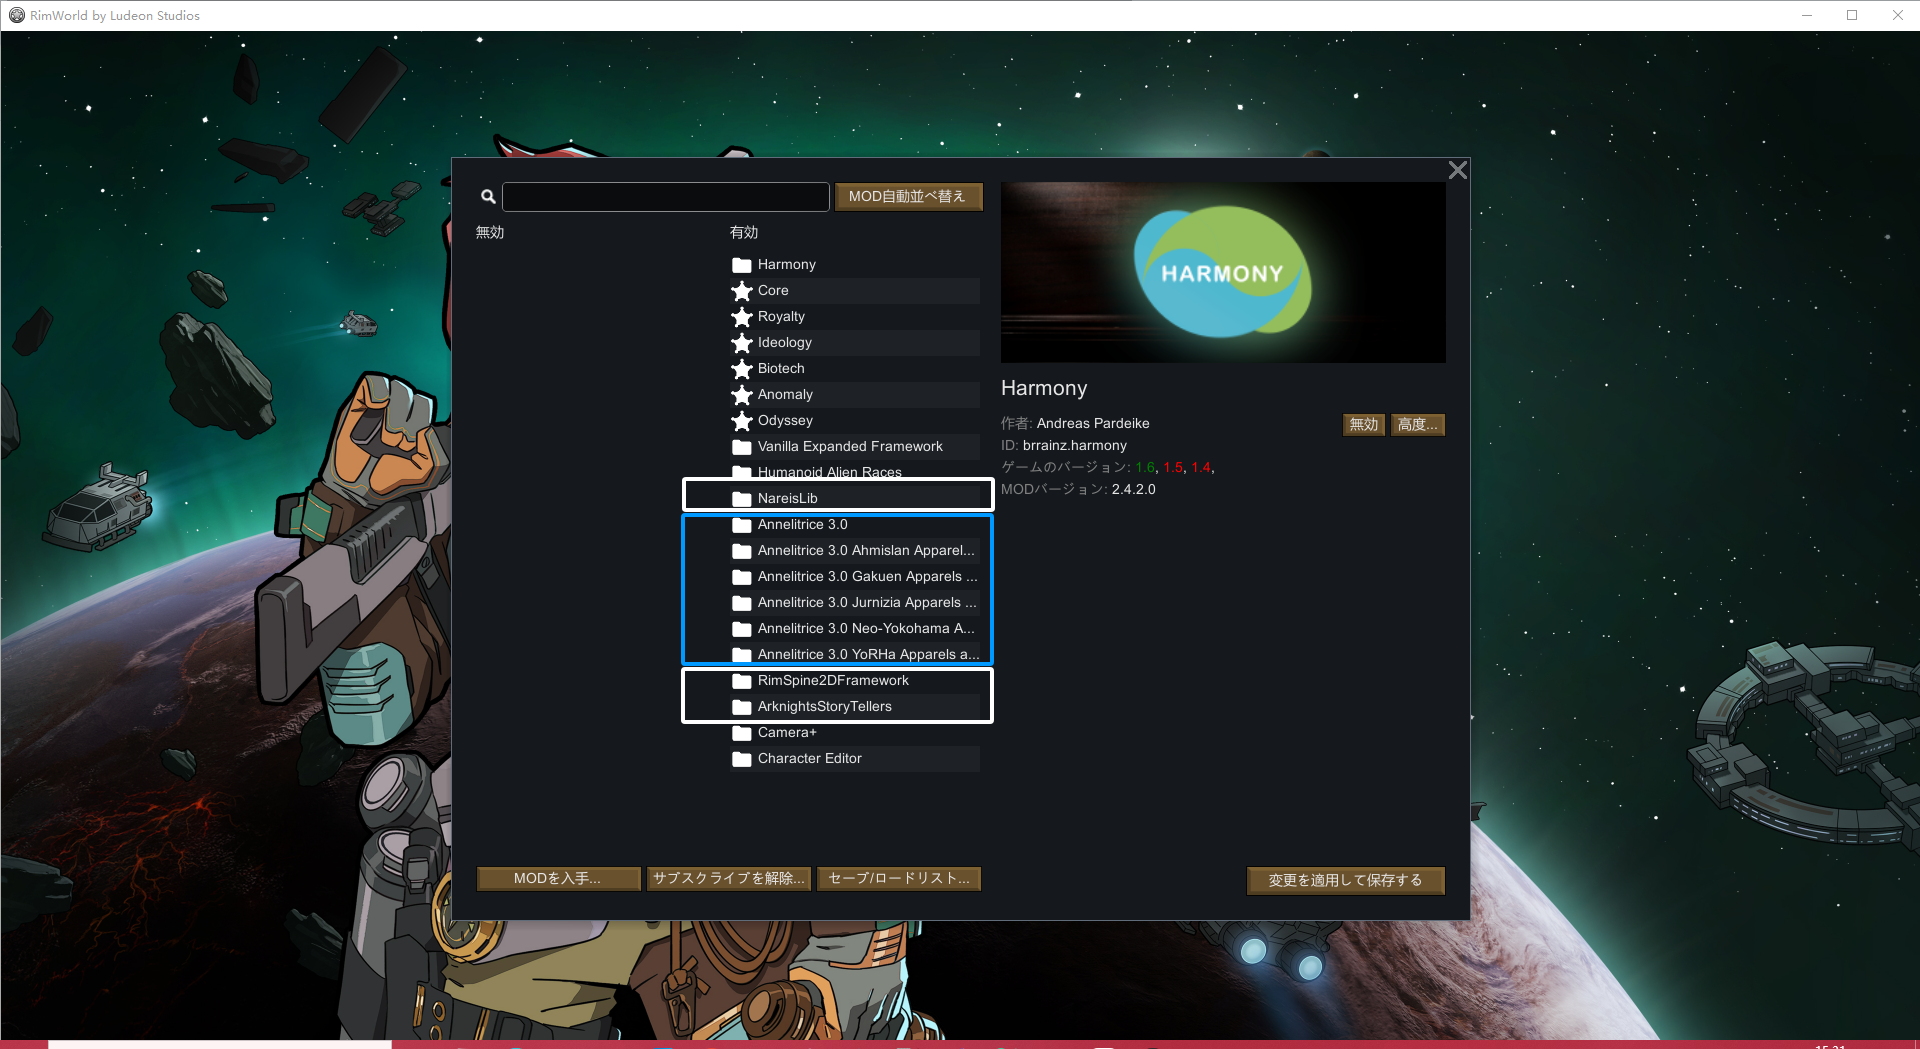 RimWorld by Ludeon Studios
MOD自動並べ替え
無効
有効
Harmony
Core
Royalty
Ideology
Biotech
Anomaly
Odyssey
Vanilla Expanded Framework
Humanoid Alien Races
NareisLib
Annelitrice 3.0
Annelitrice 3.0 Ahmislan Apparel...
Annelitrice 3.0 Gakuen Apparels ...
Annelitrice 3.0 Jurnizia Apparels ...
Annelitrice 3.0 Neo-Yokohama A...
Annelitrice 3.0 YoRHa Apparels a...
RimSpine2DFramework
ArknightsStoryTellers
Camera+
Character Editor
MODを入手...
サブスクライブを解除...
セーブ/ロードリスト...
HARMONY
Harmony
作者: Andreas Pardeike
無効
高度...
ID: brrainz.harmony
ゲームのバージョン: 1.6, 1.5, 1.4,
MODバージョン: 2.4.2.0
変更を適用して保存する